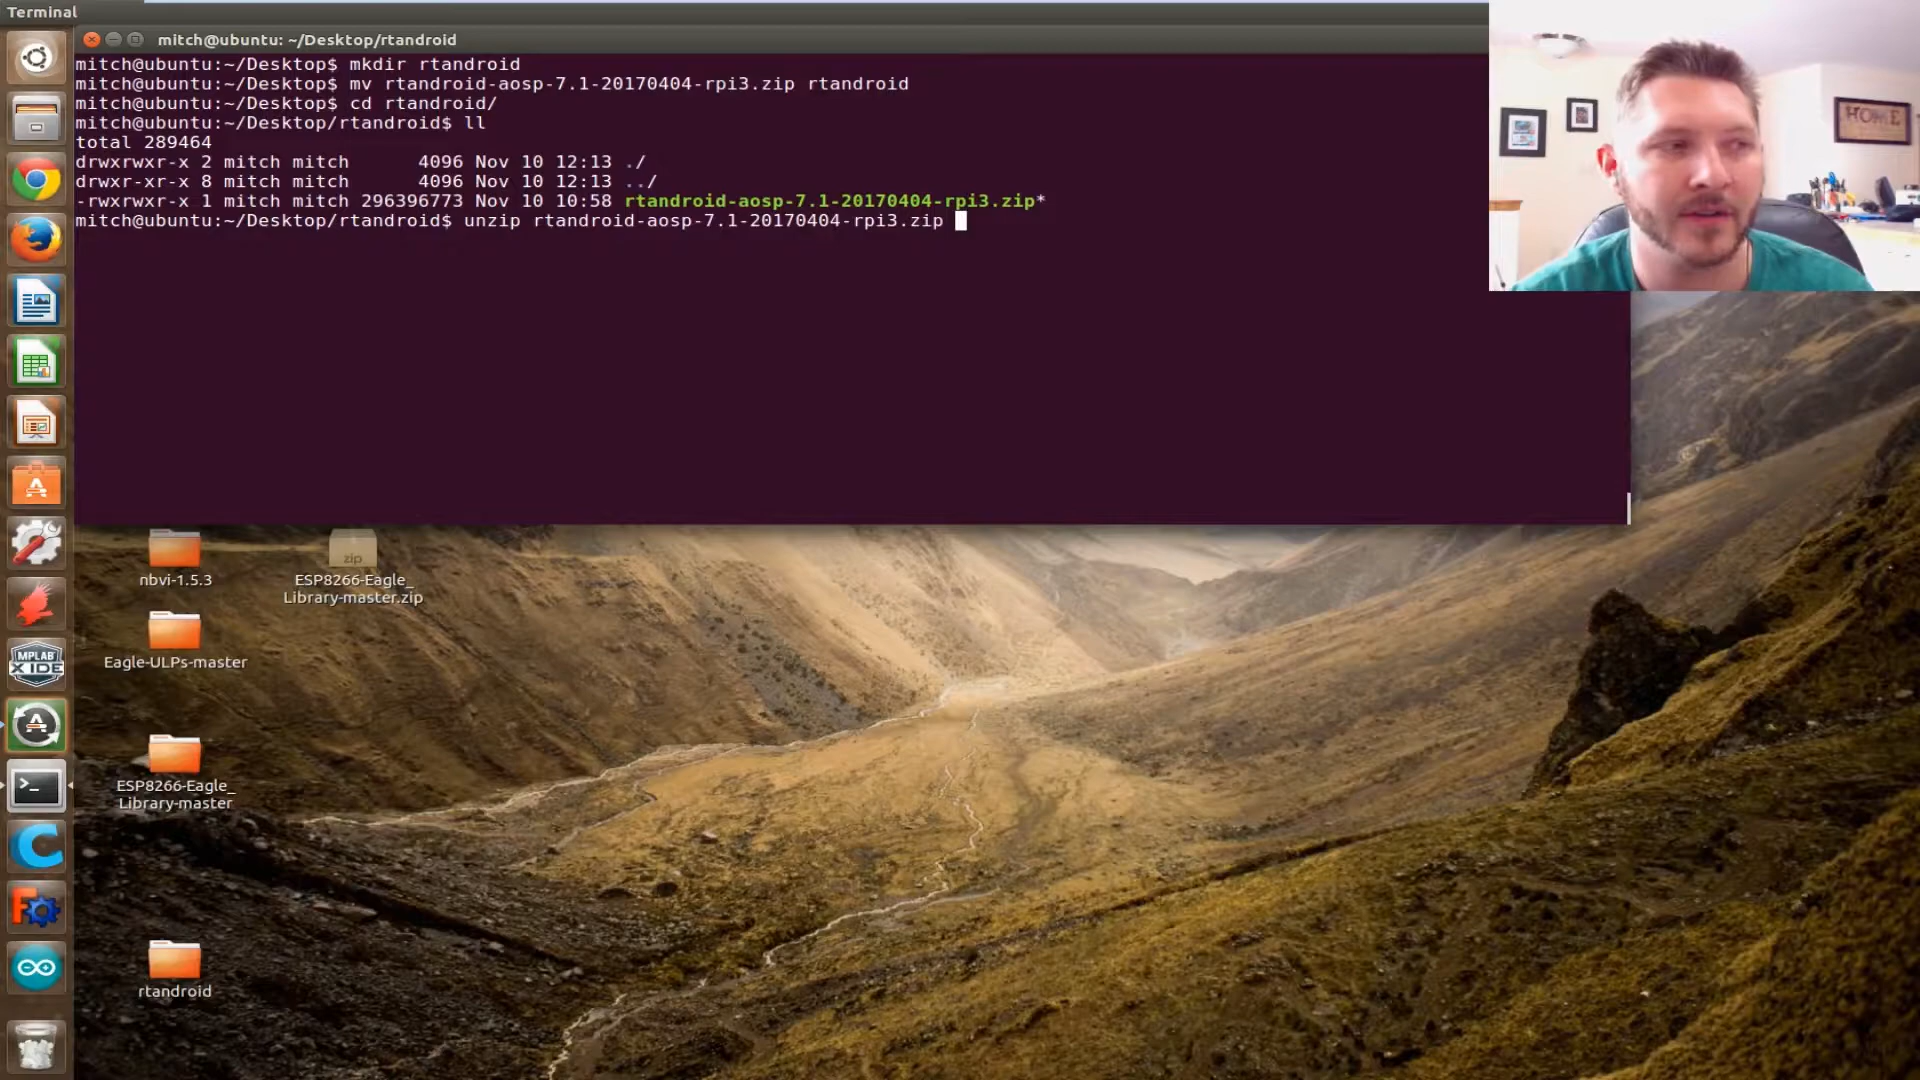 Terminal
mitch@ubuntu: ~/Desktop/rtandroid
mitch@ubuntu:~/Desktop$ mkdir rtandroid
mitch@ubuntu:~/Desktop$ mv rtandroid-aosp-7.1-20170404-rpi3.zip rtandroid
mitch@ubuntu:~/Desktop$ cd rtandroid/
mitch@ubuntu:~/Desktop/rtandroid$ ll
total 289464
drwxrwxr-x 2 mitch mitch      4096 Nov 10 12:13 ./
drwxr-xr-x 8 mitch mitch      4096 Nov 10 12:13 ../
-rwxrwxr-x 1 mitch mitch 296396773 Nov 10 10:58 rtandroid-aosp-7.1-20170404-rpi3.zip*
mitch@ubuntu:~/Desktop/rtandroid$ unzip rtandroid-aosp-7.1-20170404-rpi3.zip
HOME
zip
nbvi-1.5.3
ESP8266-Eagle_
Library-master.zip
Eagle-ULPs-master
MPLAB
X IDE
ESP8266-Eagle_
Library-master
rtandroid